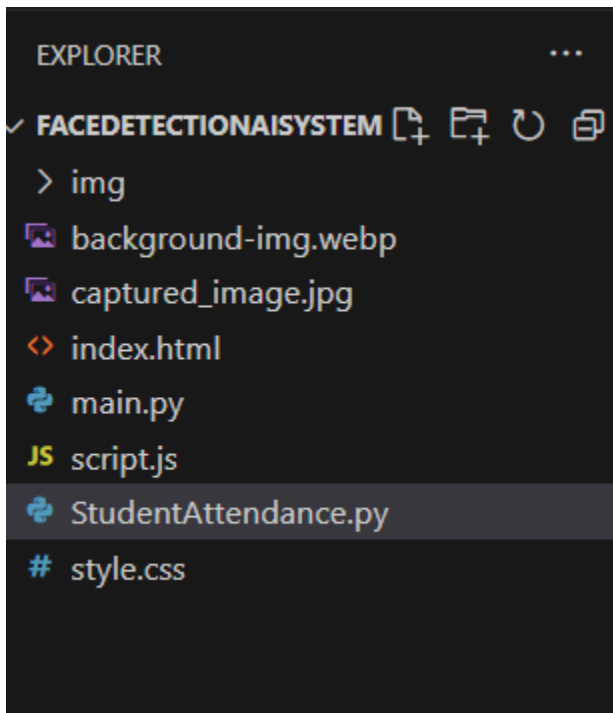 EXPLORER
FACEDETECTIONAISYSTEM
img
background-img.webp
captured_image.jpg
index.html
main.py
JS script.js
StudentAttendance.py
# style.css